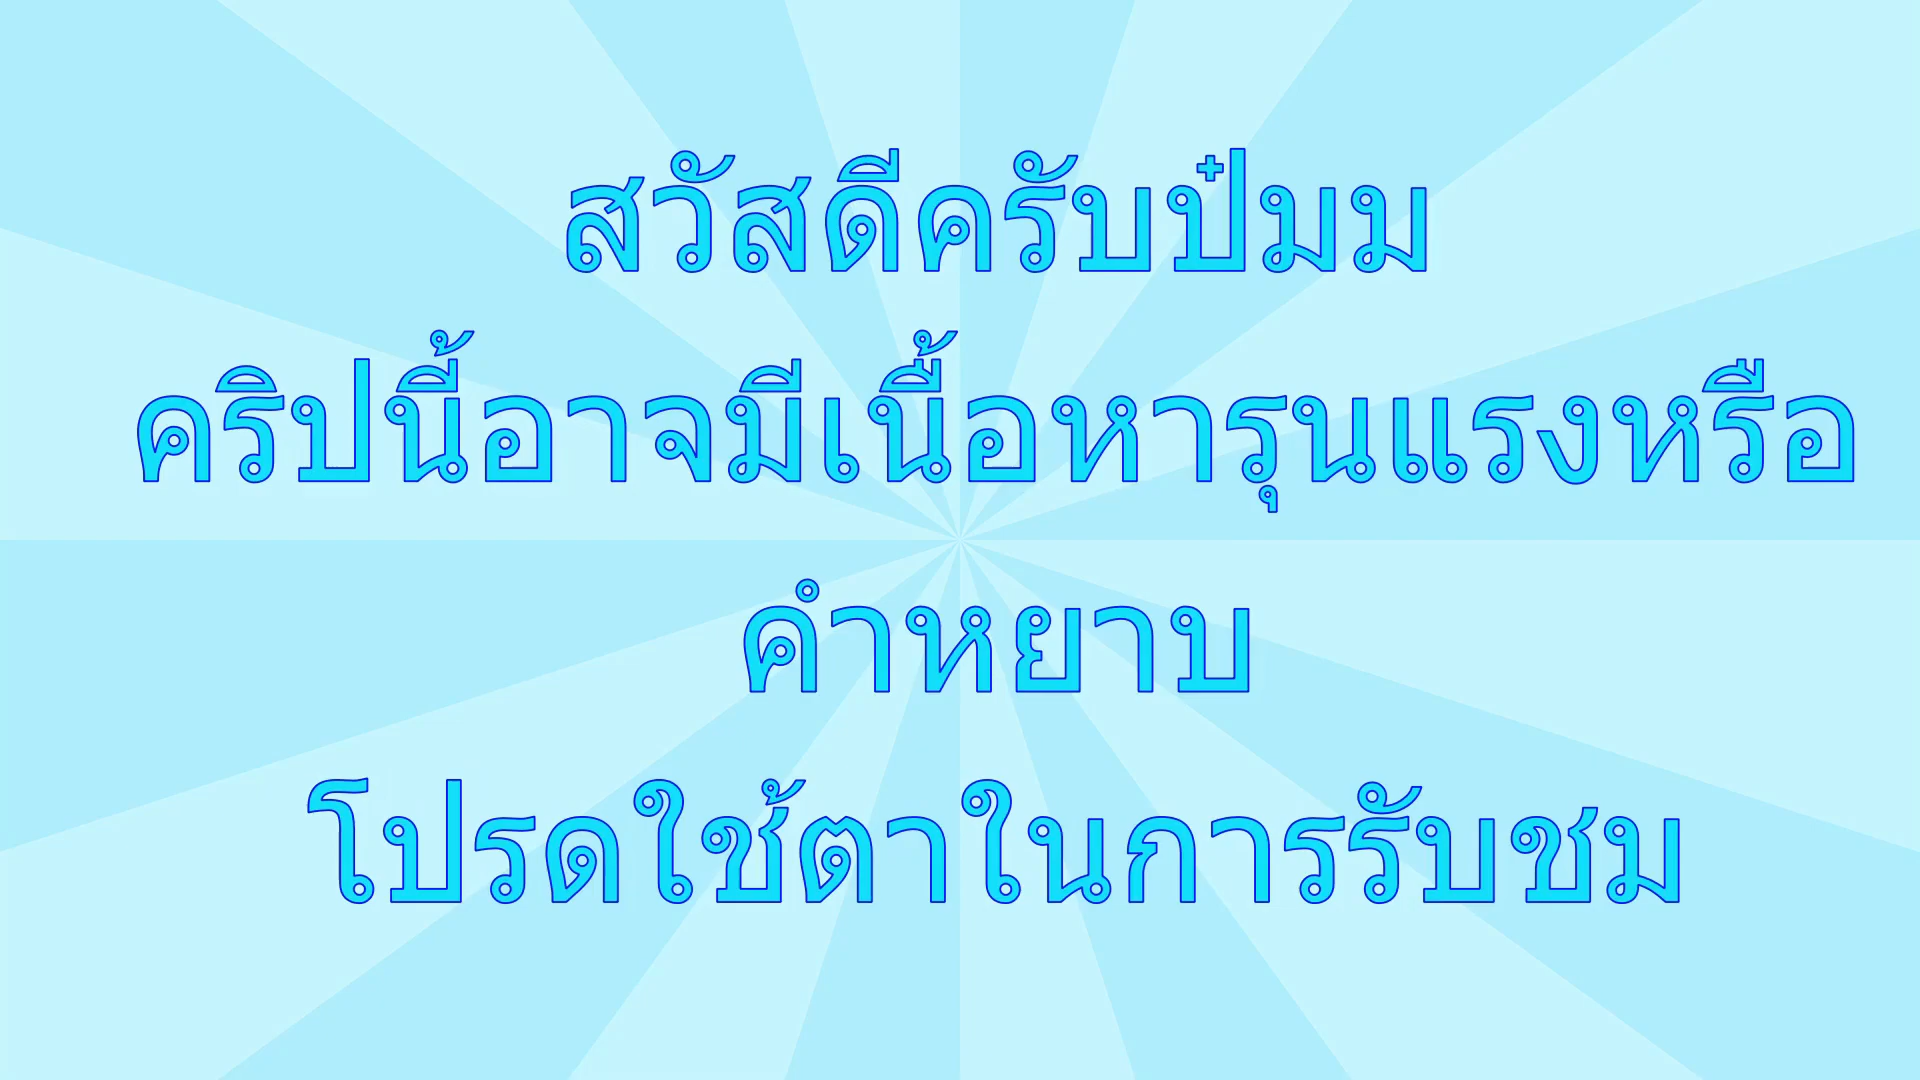 สวัสดีครับป๋มม
คริปนี้อาจมีเนื้อหารุนแรงหรือ
คำหยาบ
โปรดใช้ตาในการรับชม